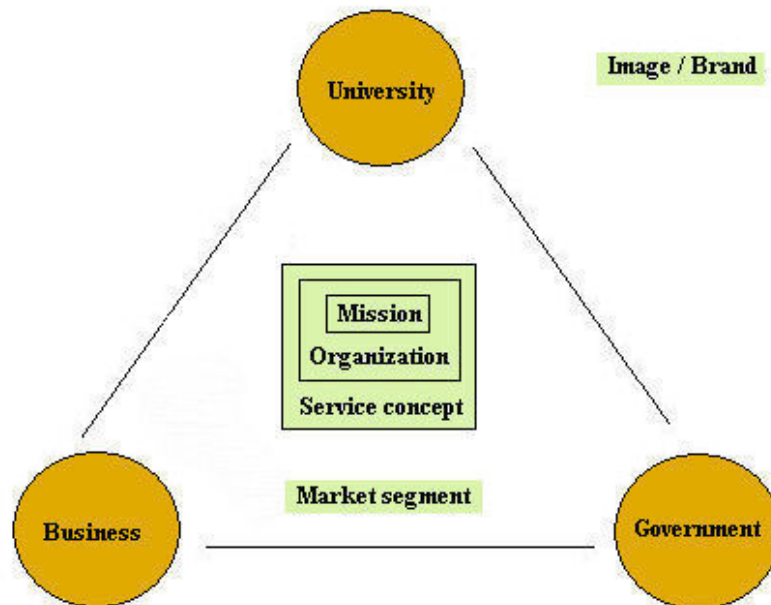 Image / Brand
University
Mission
Organization
Service concept
Market segment
Business
Government